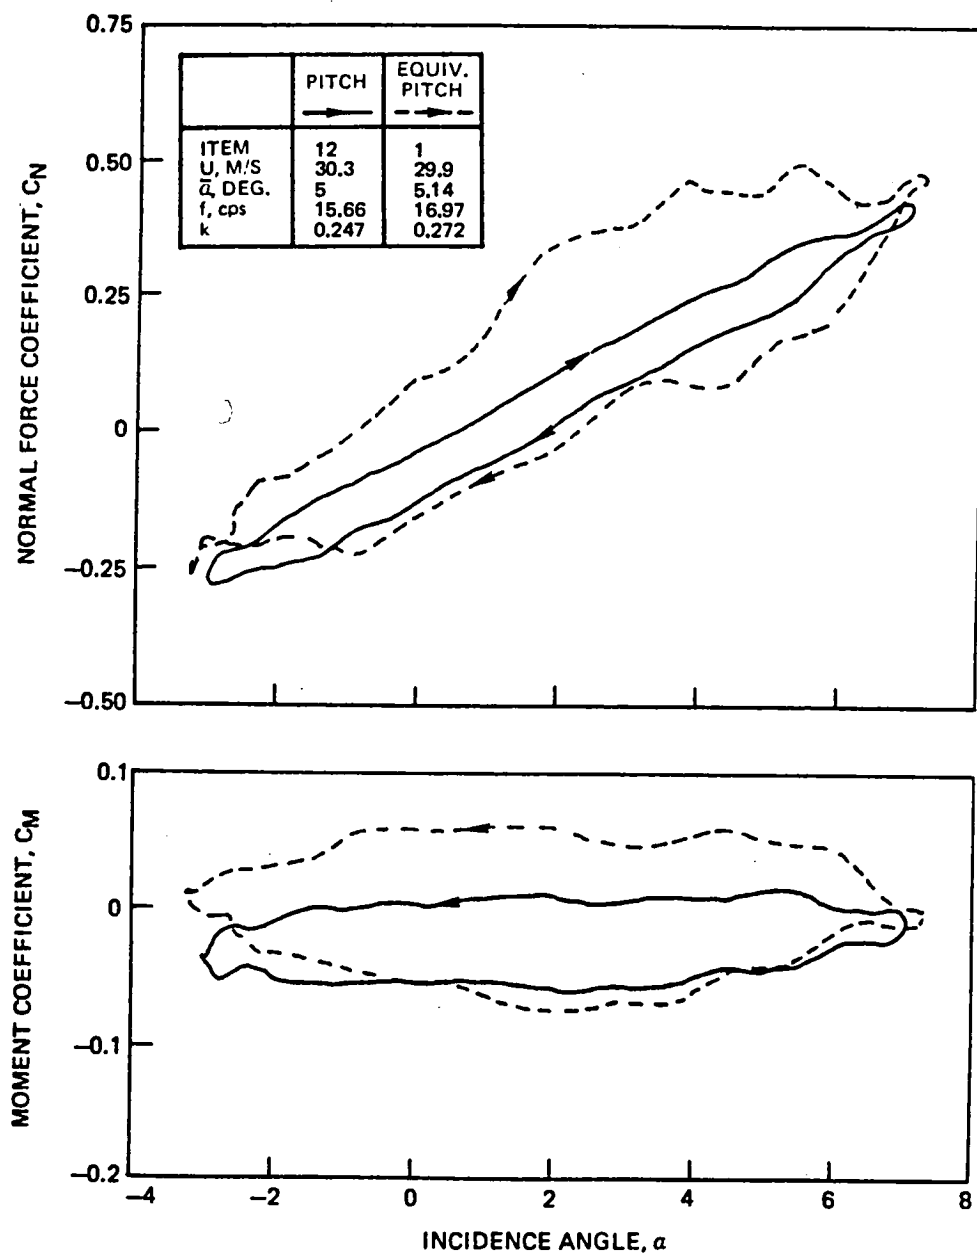 0.75
PITCH
EQUIV.
PITCH
ITEM 12 1
U, M/S 30.3 29.9
ᾱ, DEG. 5 5.14
f, cps 15.66 16.97
k 0.247 0.272
0.50
0.25
0
−0.25
−0.50
NORMAL FORCE COEFFICIENT, CN
0.1
0
−0.1
−0.2
MOMENT COEFFICIENT, CM
−4 −2 0 2 4 6 8
INCIDENCE ANGLE, α